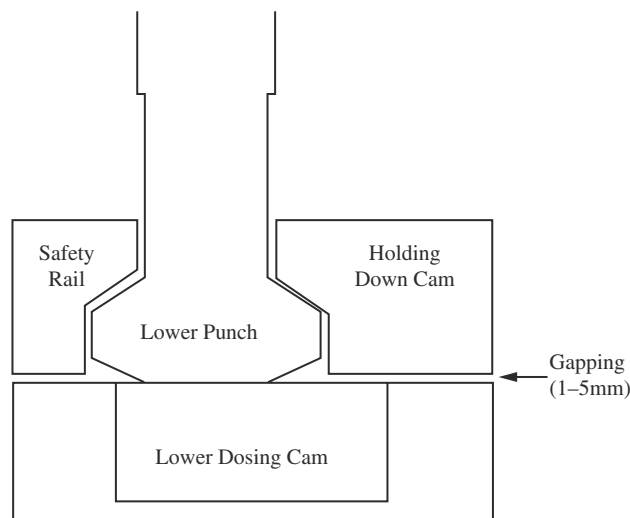 Safety
Rail
Holding
Down Cam
Lower Punch
Gapping
(1–5mm)
Lower Dosing Cam